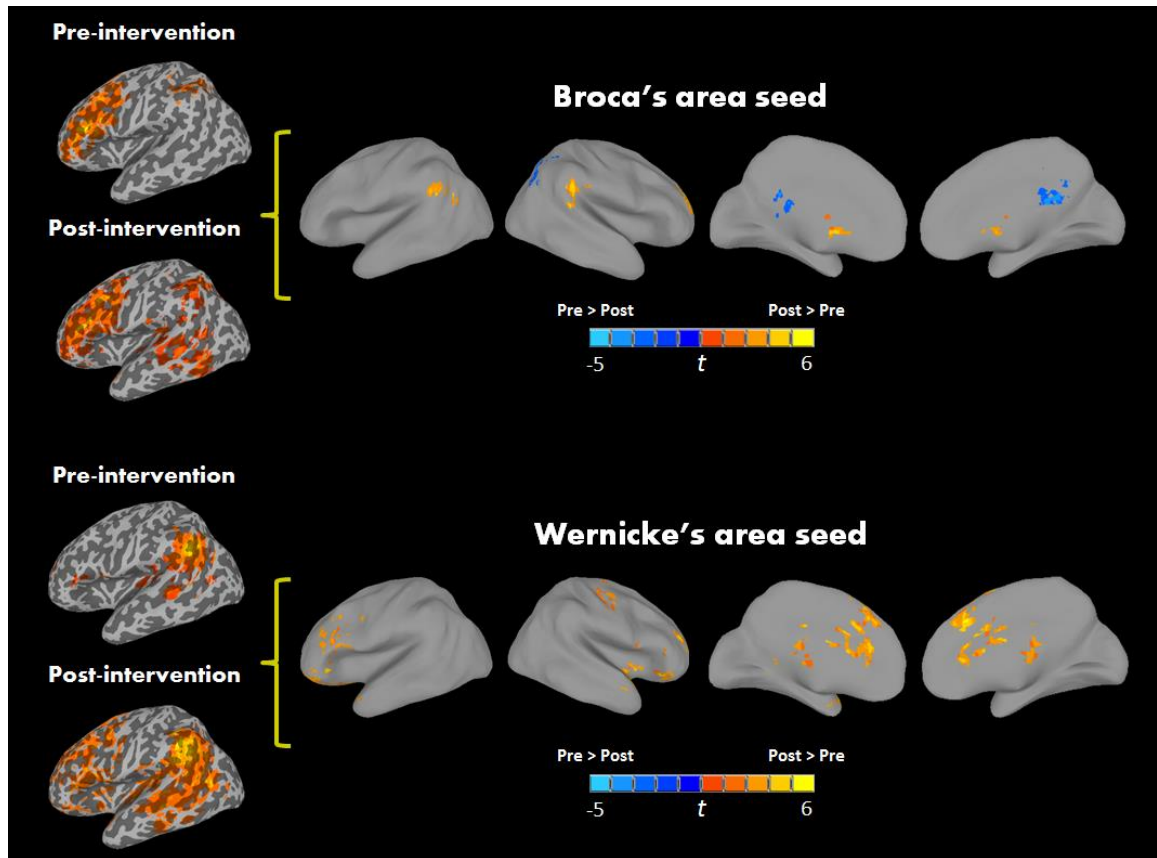 Pre-intervention
Broca's area seed
Post-intervention
Pre > Post Post > Pre
-5 t 6
Pre-intervention
Wernicke's area seed
Post-intervention
Pre > Post Post > Pre
-5 t 6